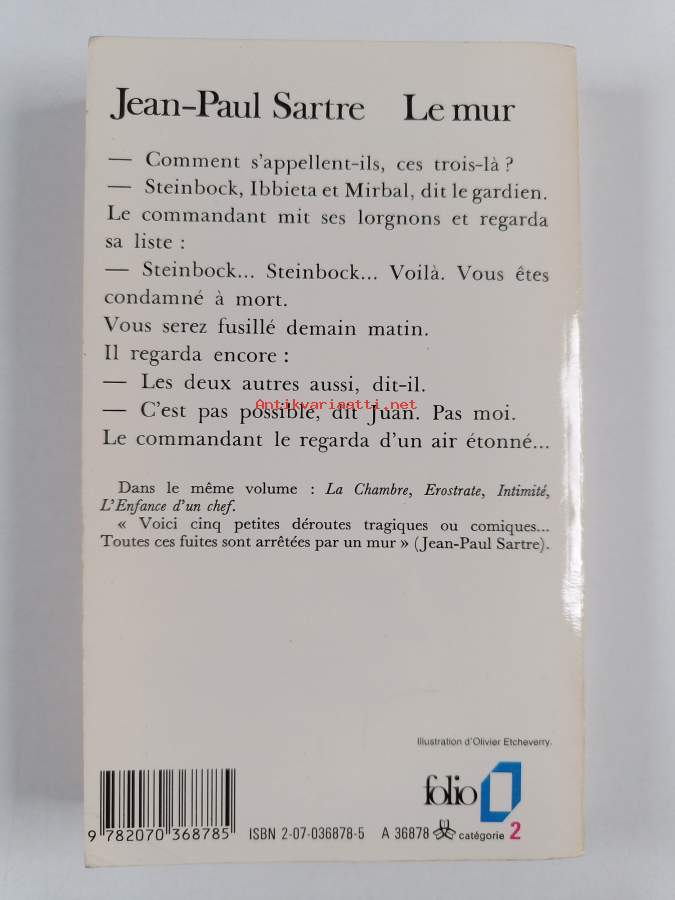 Jean-Paul Sartre Le mur
— Comment s'appellent-ils, ces trois-là ?
— Steinbock, Ibbieta et Mirbal, dit le gardien.
Le commandant mit ses lorgnons et regarda
sa liste :
— Steinbock... Steinbock... Voilà. Vous êtes
condamné à mort.
Vous serez fusillé demain matin.
Il regarda encore :
— Les deux autres aussi, dit-il.
Antikvariaatti.net
— C'est pas possible, dit Juan. Pas moi.
Le commandant le regarda d'un air étonné...
Dans le même volume : La Chambre, Erostrate, Intimité,
L'Enfance d'un chef.
« Voici cinq petites déroutes tragiques ou comiques...
Toutes ces fuites sont arrêtées par un mur » (Jean-Paul Sartre).
Illustration d'Olivier Etcheverry.
folio
9 782070 368785
ISBN 2-07-036878-5 A 36878 catégorie 2